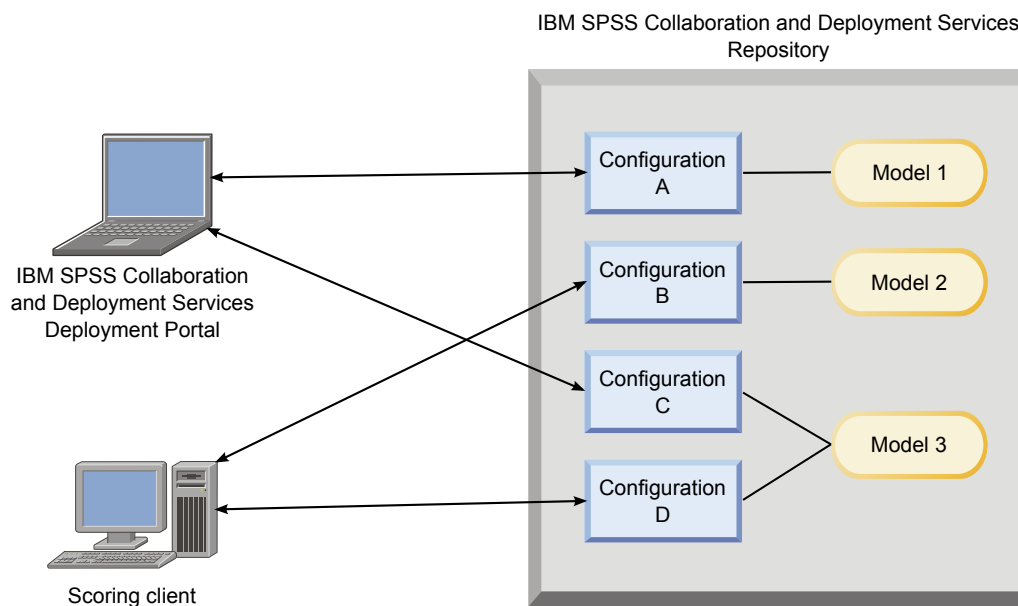 IBM SPSS Collaboration and Deployment Services
Repository
Configuration
A
Model 1
IBM SPSS Collaboration
and Deployment Services
Deployment Portal
Configuration
B
Model 2
Configuration
C
Model 3
Configuration
D
Scoring client